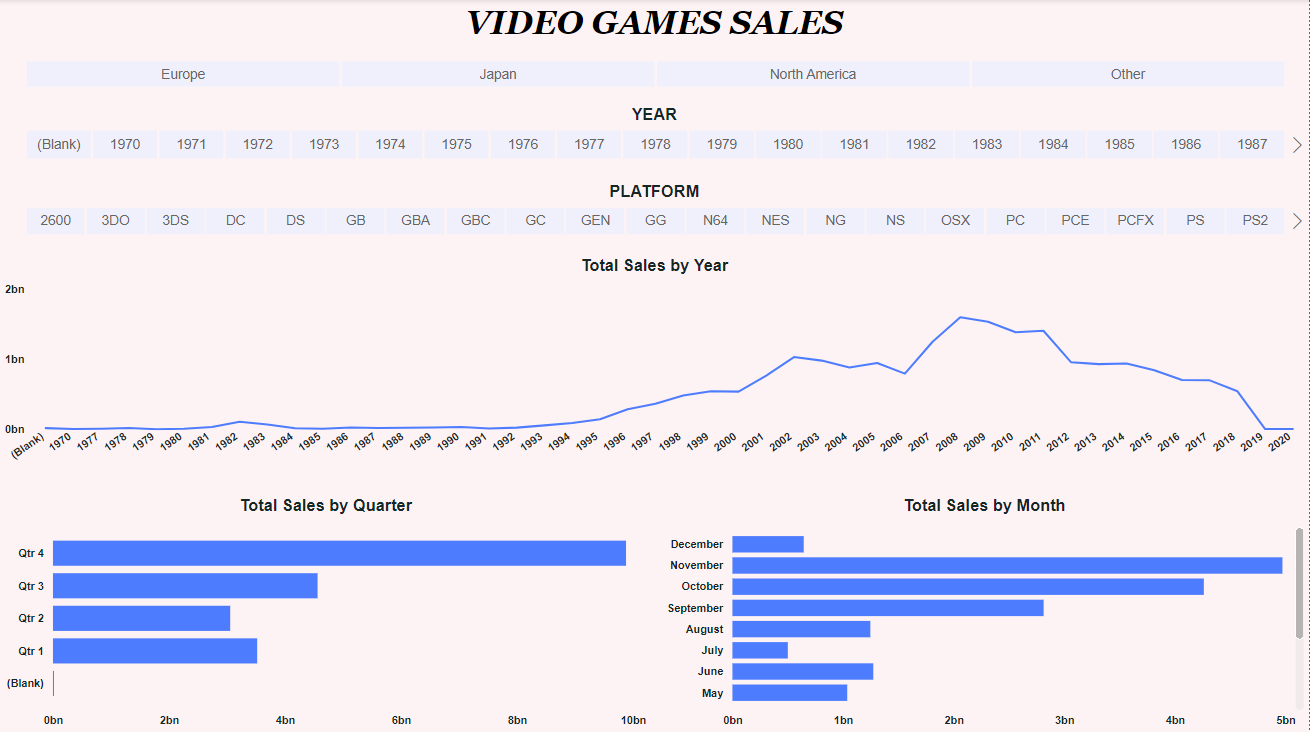 VIDEO GAMES SALES
Europe Japan North America Other
YEAR
(Blank) 1970 1971 1972 1973 1974 1975 1976 1977 1978 1979 1980 1981 1982 1983 1984 1985 1986 1987
PLATFORM
2600 3DO 3DS DC DS GB GBA GBC GC GEN GG N64 NES NG NS OSX PC PCE PCFX PS PS2
Total Sales by Year
2bn
1bn
0bn
(Blank) 1970 1977 1978 1979 1980 1981 1982 1983 1984 1985 1986 1987 1988 1989 1990 1991 1992 1993 1994 1995 1996 1997 1998 1999 2000 2001 2002 2003 2004 2005 2006 2007 2008 2009 2010 2011 2012 2013 2014 2015 2016 2017 2018 2019 2020
Total Sales by Quarter
Qtr 4
Qtr 3
Qtr 2
Qtr 1
(Blank)
0bn 2bn 4bn 6bn 8bn 10bn
Total Sales by Month
December
November
October
September
August
July
June
May
0bn 1bn 2bn 3bn 4bn 5bn